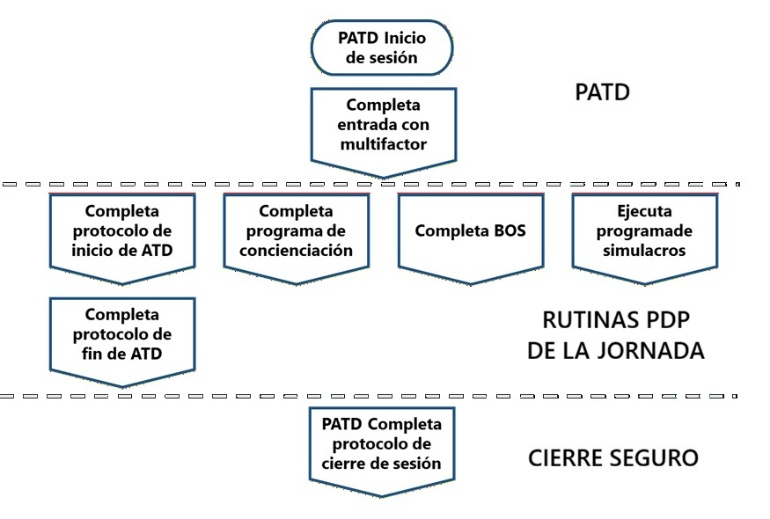 PATD Inicio
de sesión
PATD
Completa
entrada con
multifactor
Completa
protocolo de
inicio de ATD
Completa
programa de
concienciación
Completa BOS
Ejecuta
programade
simulacros
Completa
protocolo de
fin de ATD
RUTINAS PDP
DE LA JORNADA
PATD Completa
protocolo de
cierre de sesión
CIERRE SEGURO